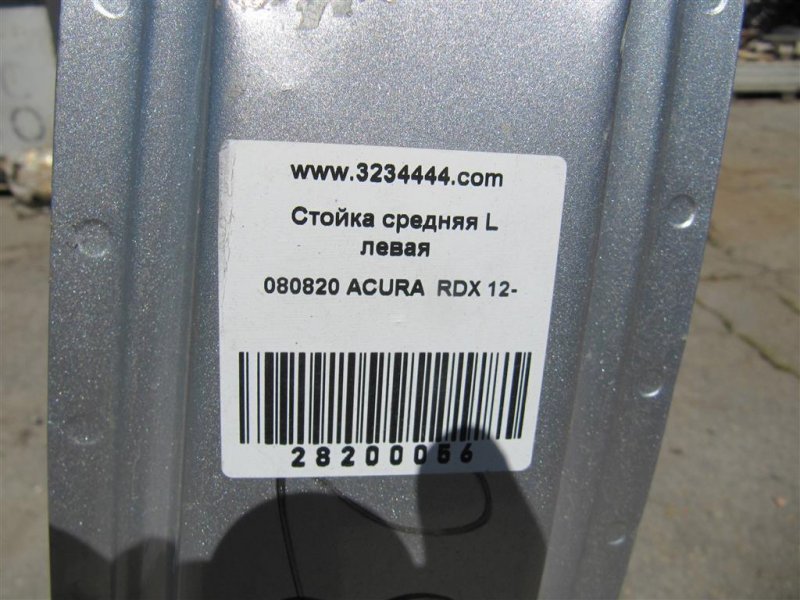 www.3234444.com
Стойка средняя L
левая
080820 ACURA RDX 12-
28200056